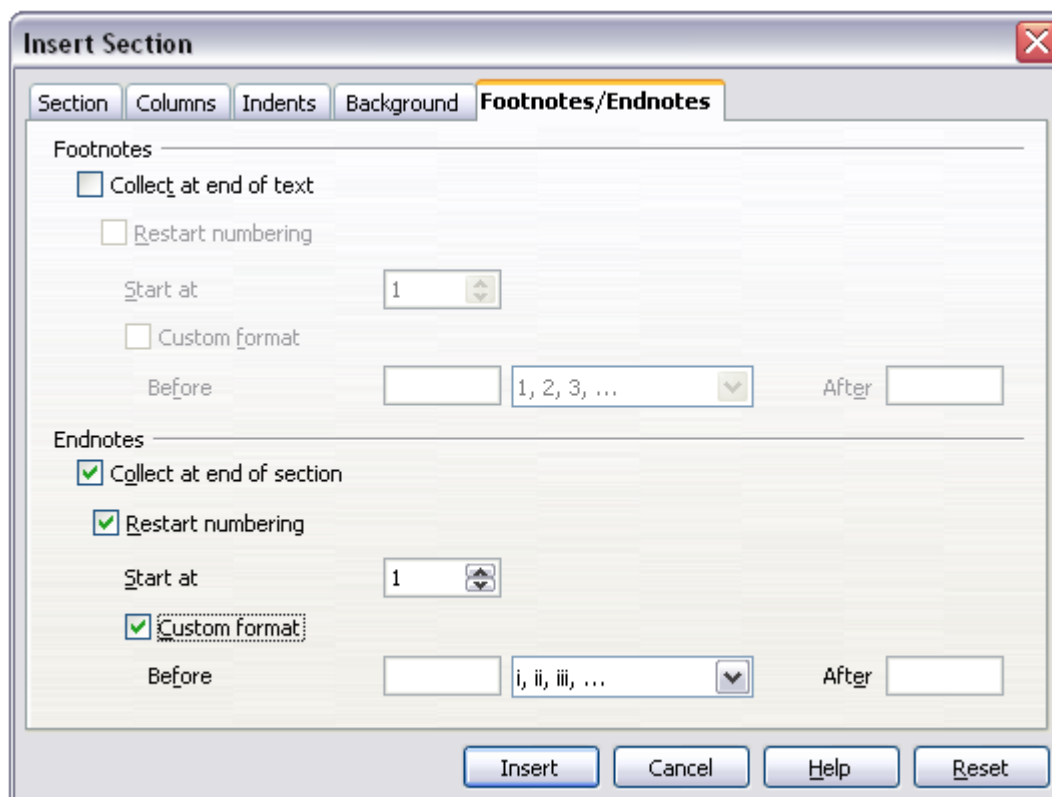 Insert Section
Section Columns Indents Background Footnotes/Endnotes
Footnotes
Collect at end of text
Restart numbering
Start at 1
Custom format
Before 1, 2, 3, ... After
Endnotes
Collect at end of section
Restart numbering
Start at 1
Custom format
Before i, ii, iii, ... After
Insert Cancel Help Reset